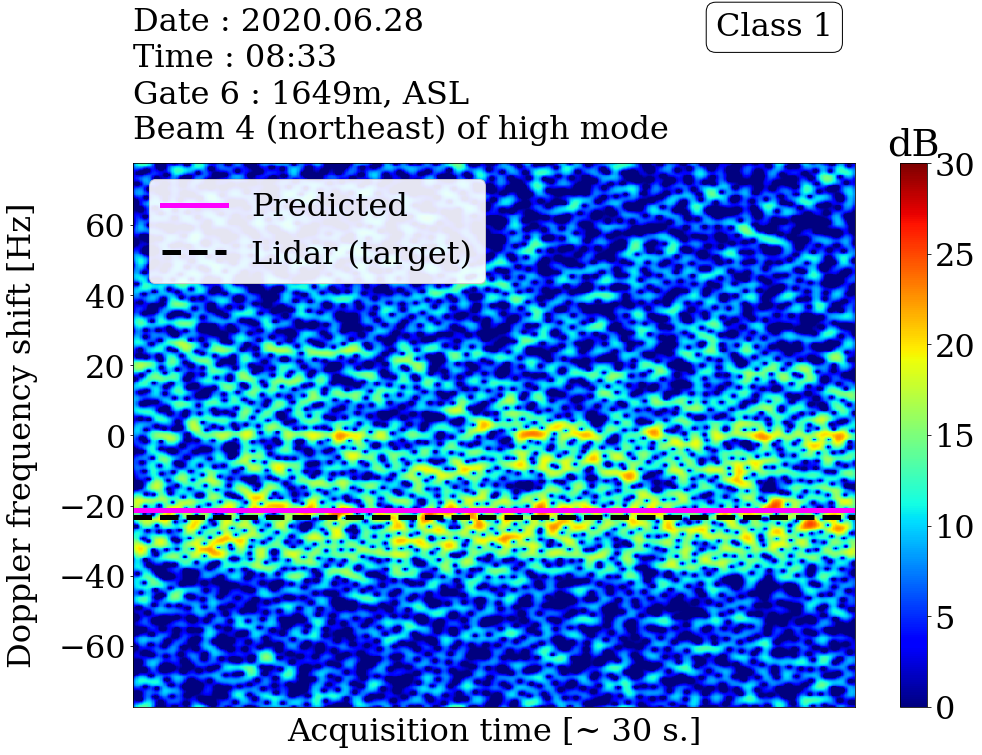 Date : 2020.06.28
Time : 08:33
Gate 6 : 1649m, ASL
Beam 4 (northeast) of high mode
Class 1
dB
Predicted
Lidar (target)
Doppler frequency shift [Hz]
60
40
20
0
−20
−40
−60
30
25
20
15
10
5
0
Acquisition time [~ 30 s.]